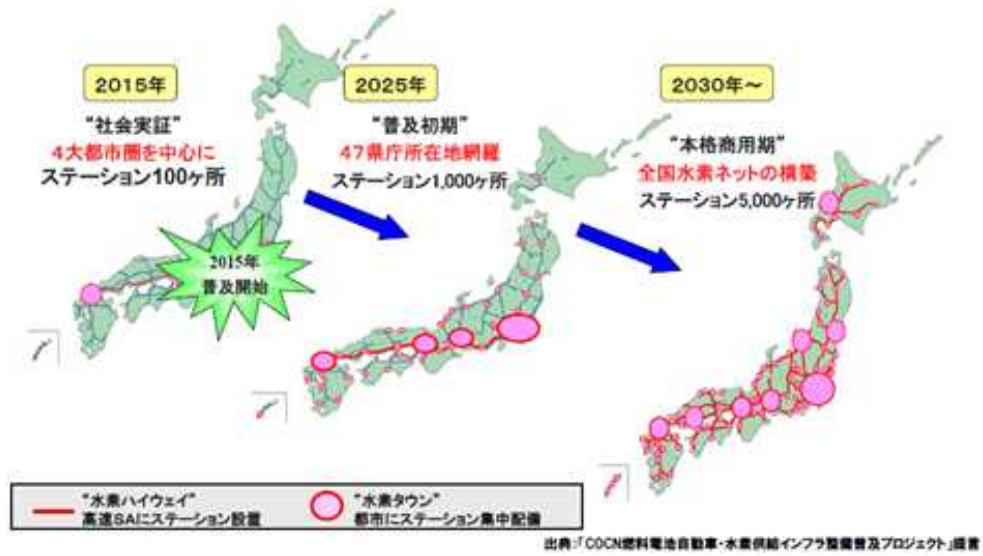 2015年
“社会実証”
4大都市圏を中心に
ステーション100ヶ所
2015年
普及開始
2025年
“普及初期”
47県庁所在地網羅
ステーション1,000ヶ所
2030年～
“本格商用期”
全国水素ネットの構築
ステーション5,000ヶ所
“水素ハイウェイ”
高速SAにステーション設置
“水素タウン”
都市にステーション集中配備
出典：「COCN燃料電池自動車・水素供給インフラ整備普及プロジェクト」提言